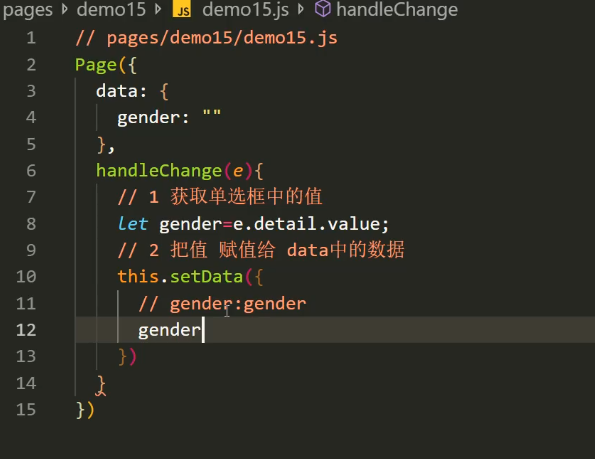 pages demo15 JS demo15.js handleChange
1 // pages/demo15/demo15.js
2 Page({
3 data: {
4 gender: ""
5 },
6 handleChange(e){
7 // 1 获取单选框中的值
8 let gender=e.detail.value;
9 // 2 把值 赋值给 data中的数据
10 this.setData({
11 // gender:gender
12 gender
13 })
14 }
15 })